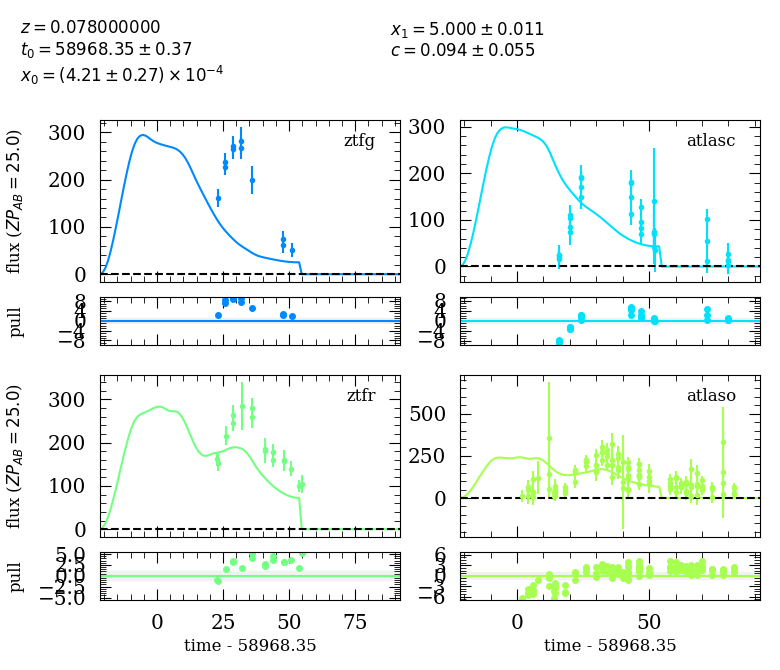 z = 0.078000000
t₀ = 58968.35 ± 0.37
x₀ = (4.21 ± 0.27) × 10⁻⁴
x₁ = 5.000 ± 0.011
c = 0.094 ± 0.055
flux (ZP_AB = 25.0)
300
200
100
0
ztfg
300
200
100
0
atlasc
pull
8
4
0
−4
−8
8
4
0
−4
−8
flux (ZP_AB = 25.0)
300
200
100
0
ztfr
500
250
0
atlaso
pull
5.0
2.5
0.0
−2.5
−5.0
6
3
0
−3
−6
0 25 50 75
0 50
time - 58968.35
time - 58968.35